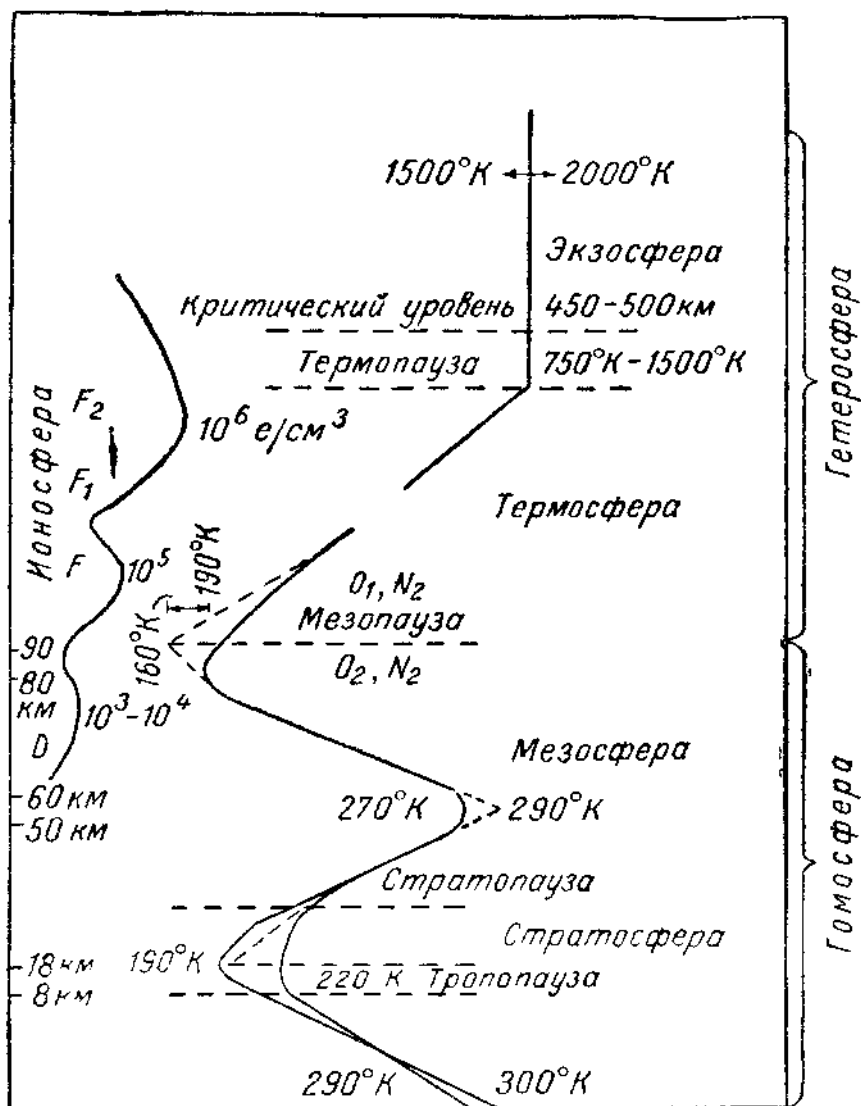 1500°К 2000°К
Экзосфера
Критический уровень 450-500км
Термопауза 750°К-1500°К
F2
10^6 е/см^3
F1
Ионосфера
Термосфера
Гетеросфера
F 10^5 190°К
O1, N2
Мезопауза
90
160°К
O2, N2
80
км
10^3-10^4
D
Мезосфера
60 км
270°К 290°К
50 км
Стратопауза
Стратосфера
Гомосфера
18 км 190°К
220 К Тропопауза
8 км
290°К 300°К